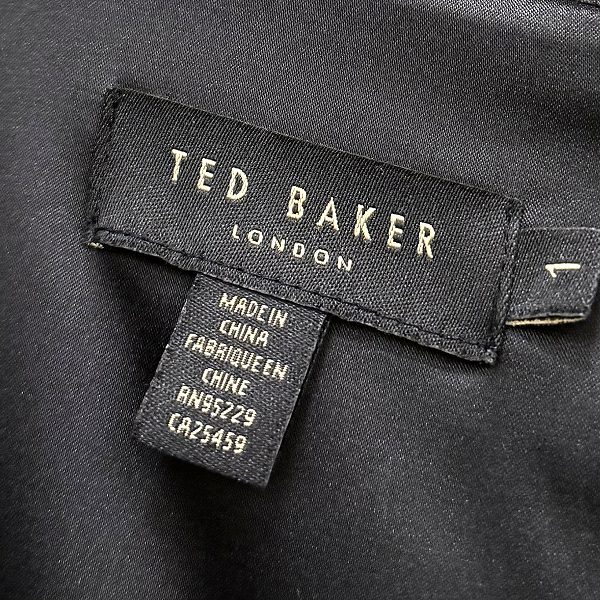 TED BAKER
LONDON
1
MADE IN
CHINA
FABRIQUE EN
CHINE
RN95229
CA25459